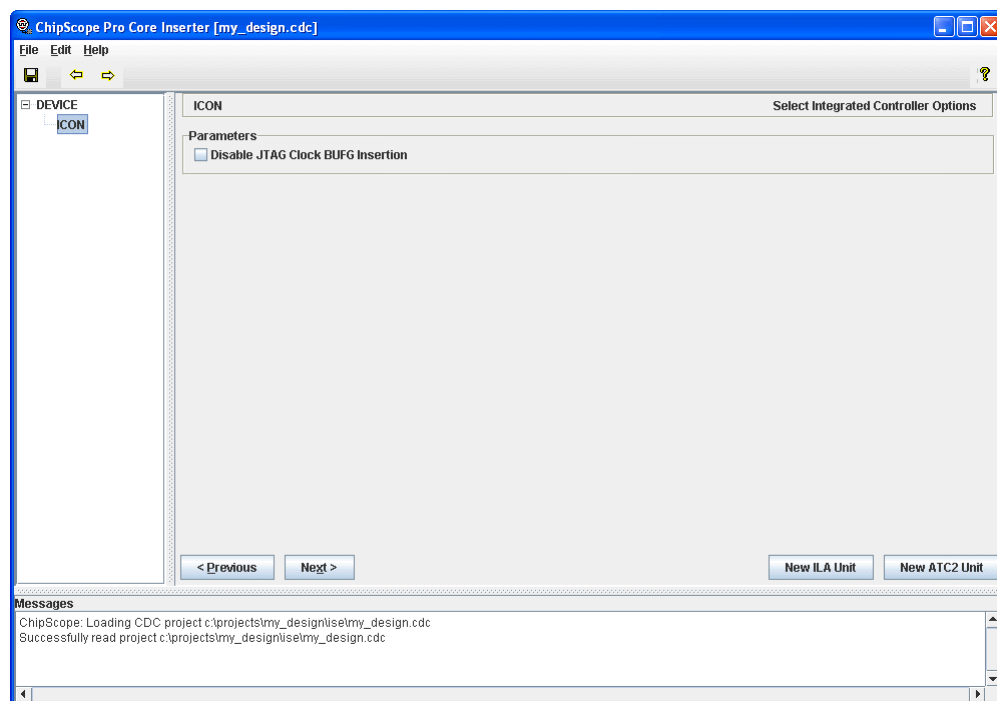 ChipScope Pro Core Inserter [my_design.cdc]
File Edit Help
?
DEVICE
ICON
ICON Select Integrated Controller Options
Parameters
Disable JTAG Clock BUFG Insertion
< Previous Next > New ILA Unit New ATC2 Unit
Messages
ChipScope: Loading CDC project c:\projects\my_design\ise\my_design.cdc
Successfully read project c:\projects\my_design\ise\my_design.cdc